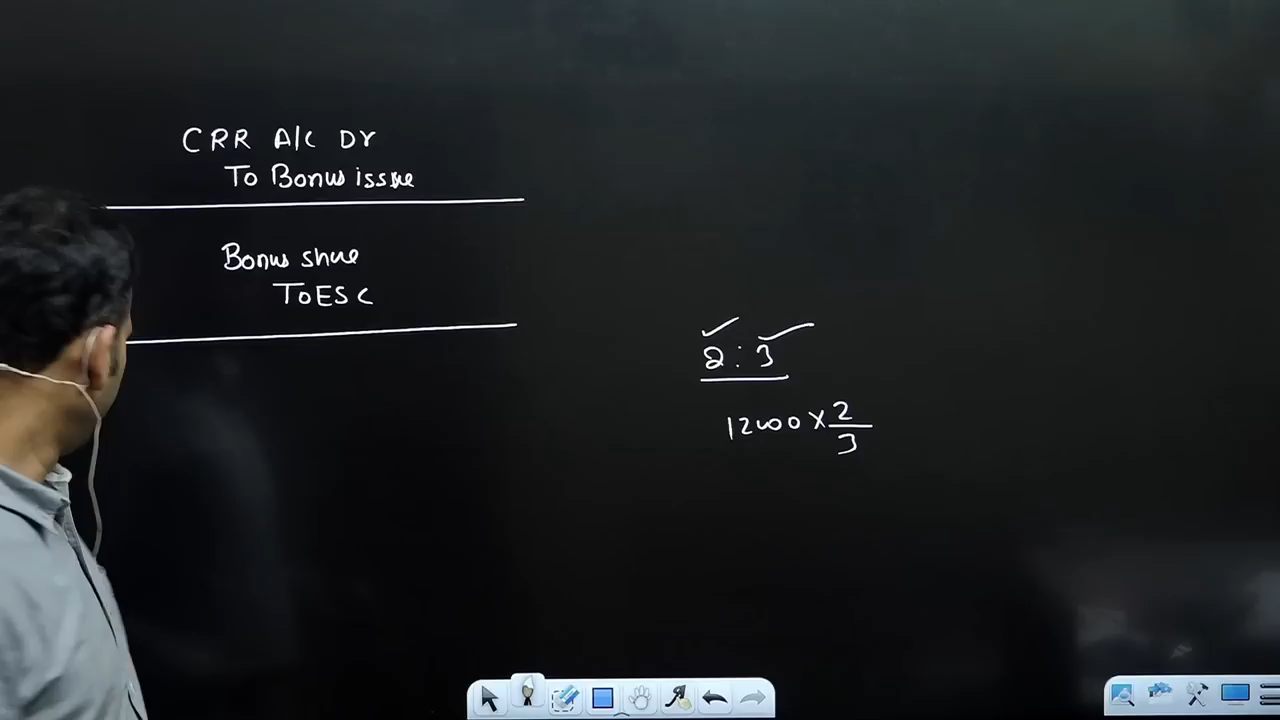 CRR A/C Dr
To Bonus issue
Bonus share
To ESC
2 : 3
12000 × 2/3